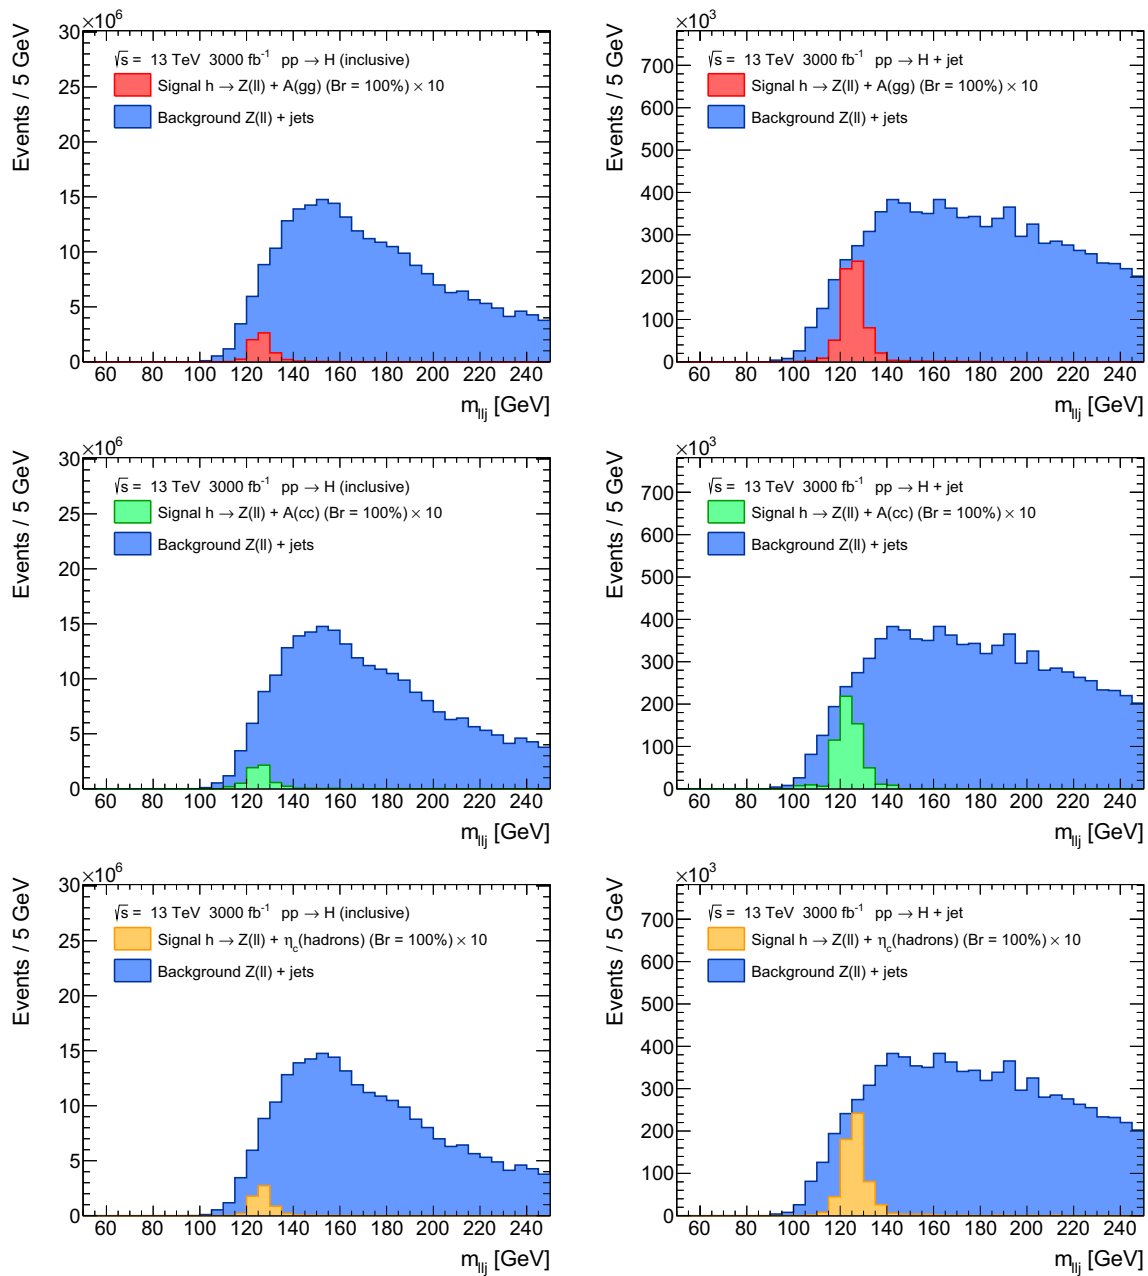 ×10⁶
Events / 5 GeV
30
25
20
15
10
5
0
√s = 13 TeV 3000 fb⁻¹ pp → H (inclusive)
Signal h → Z(ll) + A(gg) (Br = 100%) × 10
Background Z(ll) + jets
60 80 100 120 140 160 180 200 220 240
m_llj [GeV]
×10³
Events / 5 GeV
700
600
500
400
300
200
100
0
√s = 13 TeV 3000 fb⁻¹ pp → H + jet
Signal h → Z(ll) + A(gg) (Br = 100%) × 10
Background Z(ll) + jets
60 80 100 120 140 160 180 200 220 240
m_llj [GeV]
×10⁶
Events / 5 GeV
30
25
20
15
10
5
0
√s = 13 TeV 3000 fb⁻¹ pp → H (inclusive)
Signal h → Z(ll) + A(cc) (Br = 100%) × 10
Background Z(ll) + jets
60 80 100 120 140 160 180 200 220 240
m_llj [GeV]
×10³
Events / 5 GeV
700
600
500
400
300
200
100
0
√s = 13 TeV 3000 fb⁻¹ pp → H + jet
Signal h → Z(ll) + A(cc) (Br = 100%) × 10
Background Z(ll) + jets
60 80 100 120 140 160 180 200 220 240
m_llj [GeV]
×10⁶
Events / 5 GeV
30
25
20
15
10
5
0
√s = 13 TeV 3000 fb⁻¹ pp → H (inclusive)
Signal h → Z(ll) + η_c(hadrons) (Br = 100%) × 10
Background Z(ll) + jets
60 80 100 120 140 160 180 200 220 240
m_llj [GeV]
×10³
Events / 5 GeV
700
600
500
400
300
200
100
0
√s = 13 TeV 3000 fb⁻¹ pp → H + jet
Signal h → Z(ll) + η_c(hadrons) (Br = 100%) × 10
Background Z(ll) + jets
60 80 100 120 140 160 180 200 220 240
m_llj [GeV]